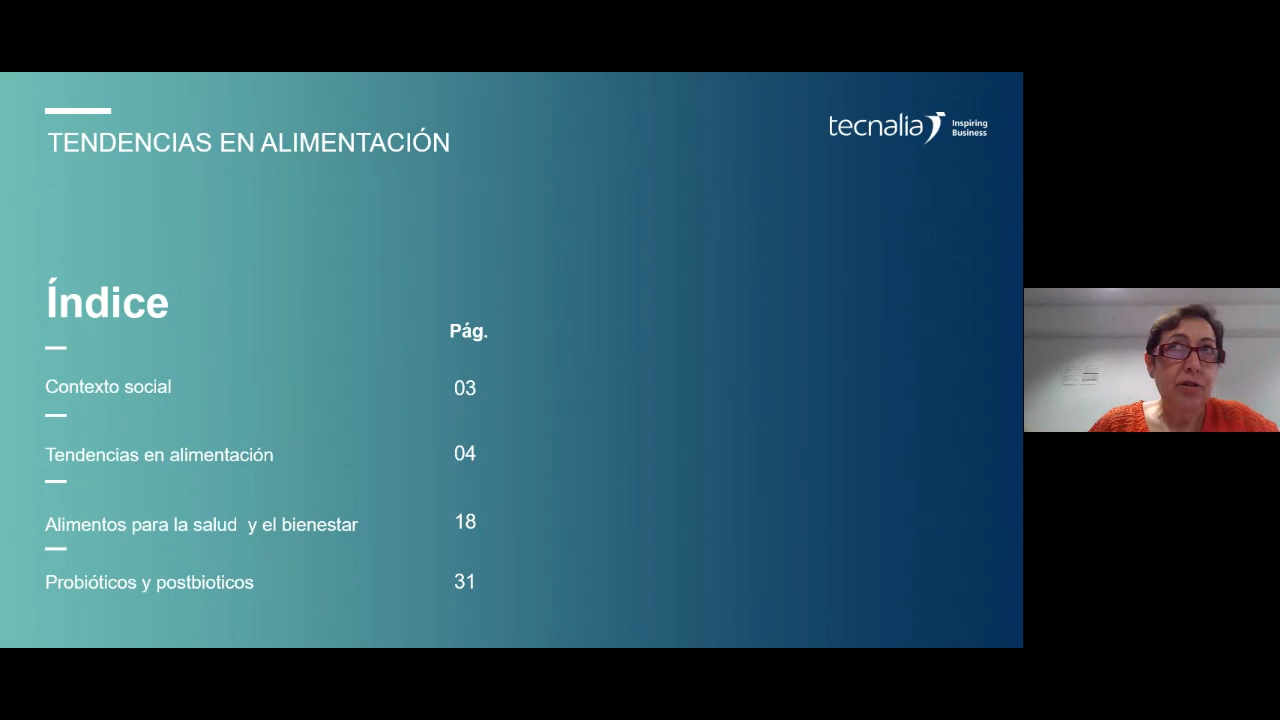 TENDENCIAS EN ALIMENTACIÓN
tecnalia Inspiring
Business
Índice
Pág.
Contexto social 03
Tendencias en alimentación 04
Alimentos para la salud  y el bienestar 18
Probióticos y postbioticos 31